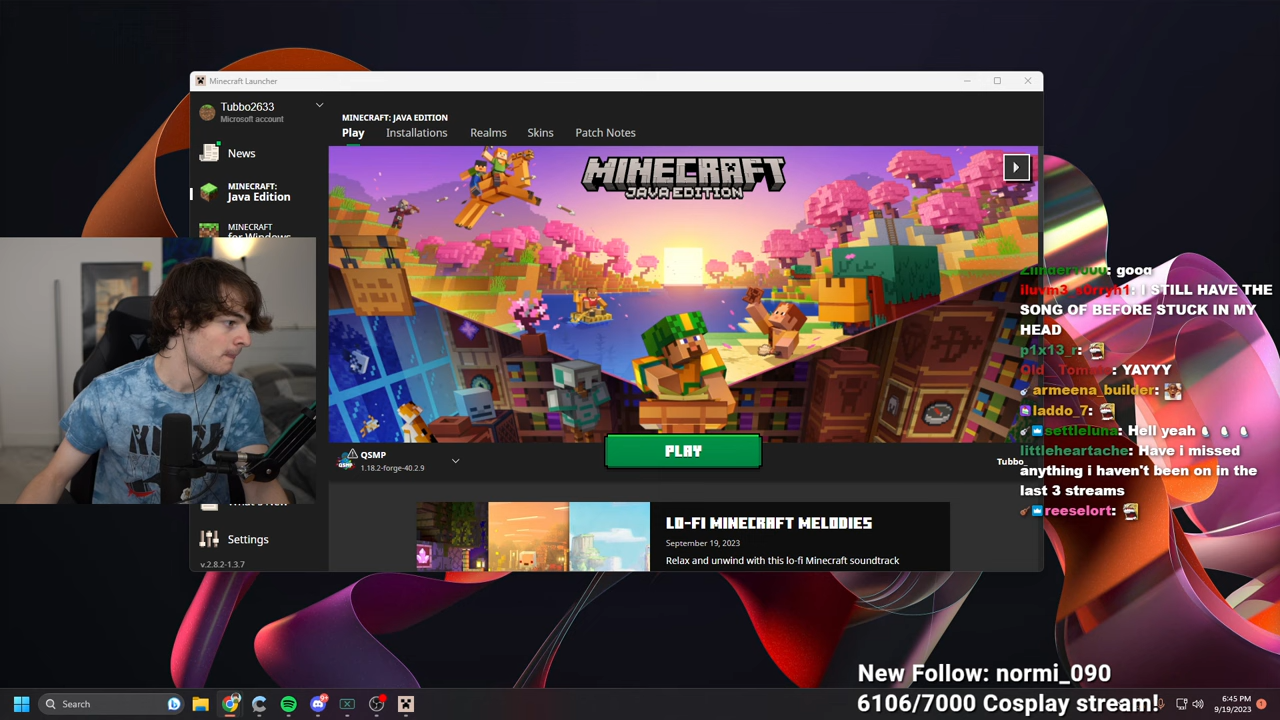 Minecraft Launcher
Tubbo2633
Microsoft account
News
MINECRAFT:
Java Edition
MINECRAFT
for Windows
Settings
v.2.8.2-1.3.7
MINECRAFT: JAVA EDITION
Play Installations Realms Skins Patch Notes
MINECRAFT
JAVA EDITION
QSMP
1.18.2-forge-40.2.9
PLAY
Tubbo_
LO-FI MINECRAFT MELODIES
September 19, 2023
Relax and unwind with this lo-fi Minecraft soundtrack
: good
iluvm3_s0rryh1: I STILL HAVE THE
SONG OF BEFORE STUCK IN MY
HEAD
p1x13_r:
Old__Tomato: YAYYY
armeena_builder:
laddo_7:
settleluna: Hell yeah
littleheartache: Have i missed
anything i haven't been on in the
last 3 streams
reeselort:
New Follow: normi_090
6106/7000 Cosplay stream!
Search
6:45 PM
9/19/2023